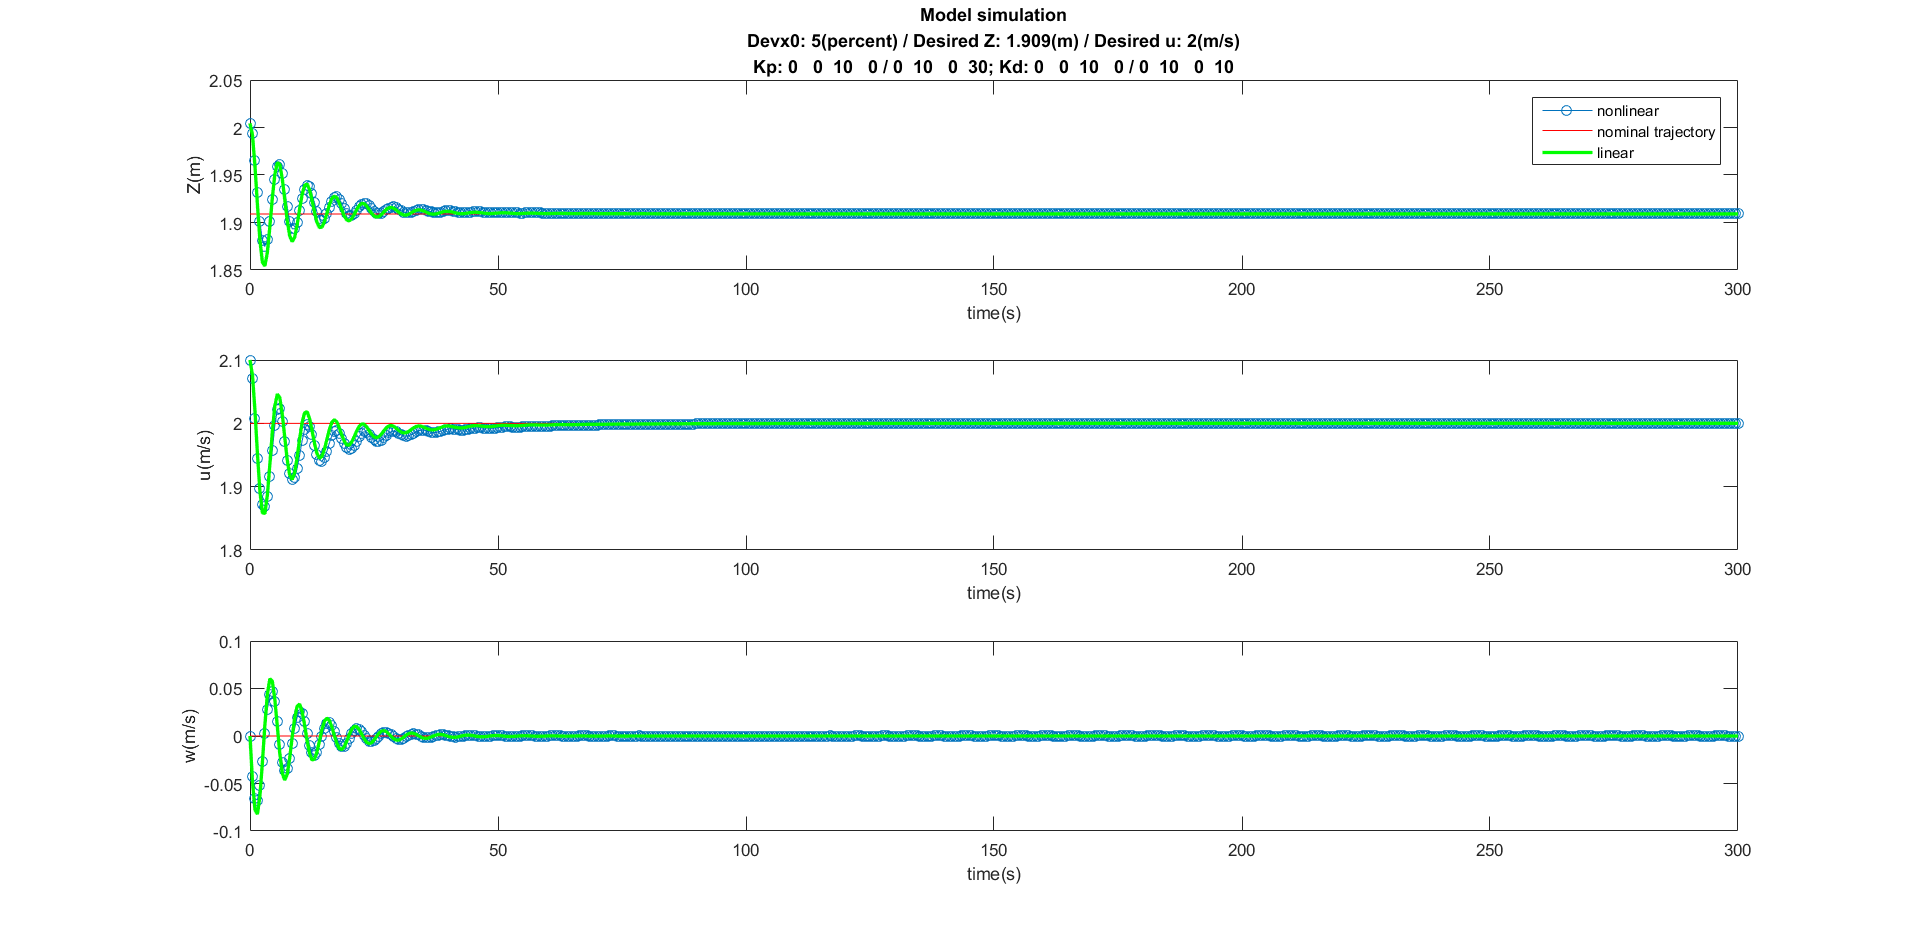 Model simulation
Devx0: 5(percent) / Desired Z: 1.909(m) / Desired u: 2(m/s)
Kp: 0 0 10 0 / 0 10 0 30; Kd: 0 0 10 0 / 0 10 0 10
2.05
2
1.95
1.9
1.85
Z(m)
nonlinear
nominal trajectory
linear
0 50 100 150 200 250 300
time(s)
2.1
2
1.9
1.8
u(m/s)
0 50 100 150 200 250 300
time(s)
0.1
0.05
0
-0.05
-0.1
w(m/s)
0 50 100 150 200 250 300
time(s)